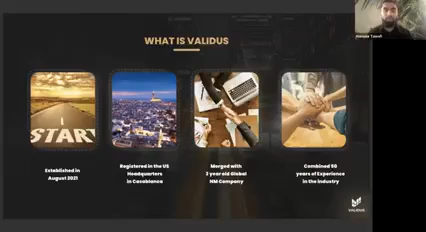 WHAT IS VALIDUS
START
Established in
August 2021
Registered in the US
Headquarters
in Casablanca
Merged with
3 year old Global
NM Company
Combined 50
years of Experience
in the industry
VALIDUS